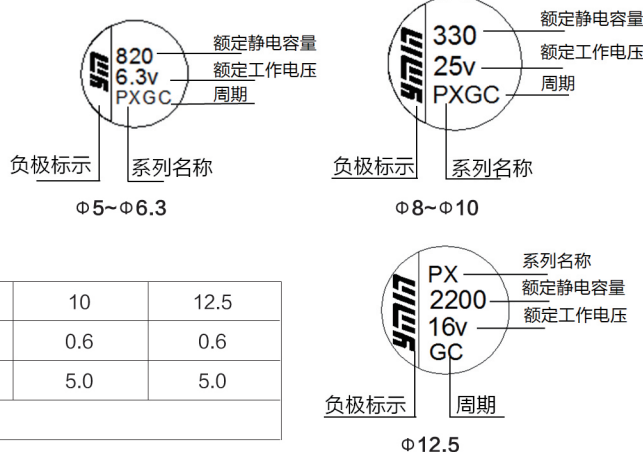 ymin
820
6.3v
PXGC
额定静电容量
额定工作电压
周期
负极标示
系列名称
Φ5~Φ6.3
ymin
330
25v
PXGC
额定静电容量
额定工作电压
周期
负极标示
系列名称
Φ8~Φ10
10 12.5
0.6 0.6
5.0 5.0
ymin
PX
2200
16v
GC
系列名称
额定静电容量
额定工作电压
负极标示
周期
Φ12.5